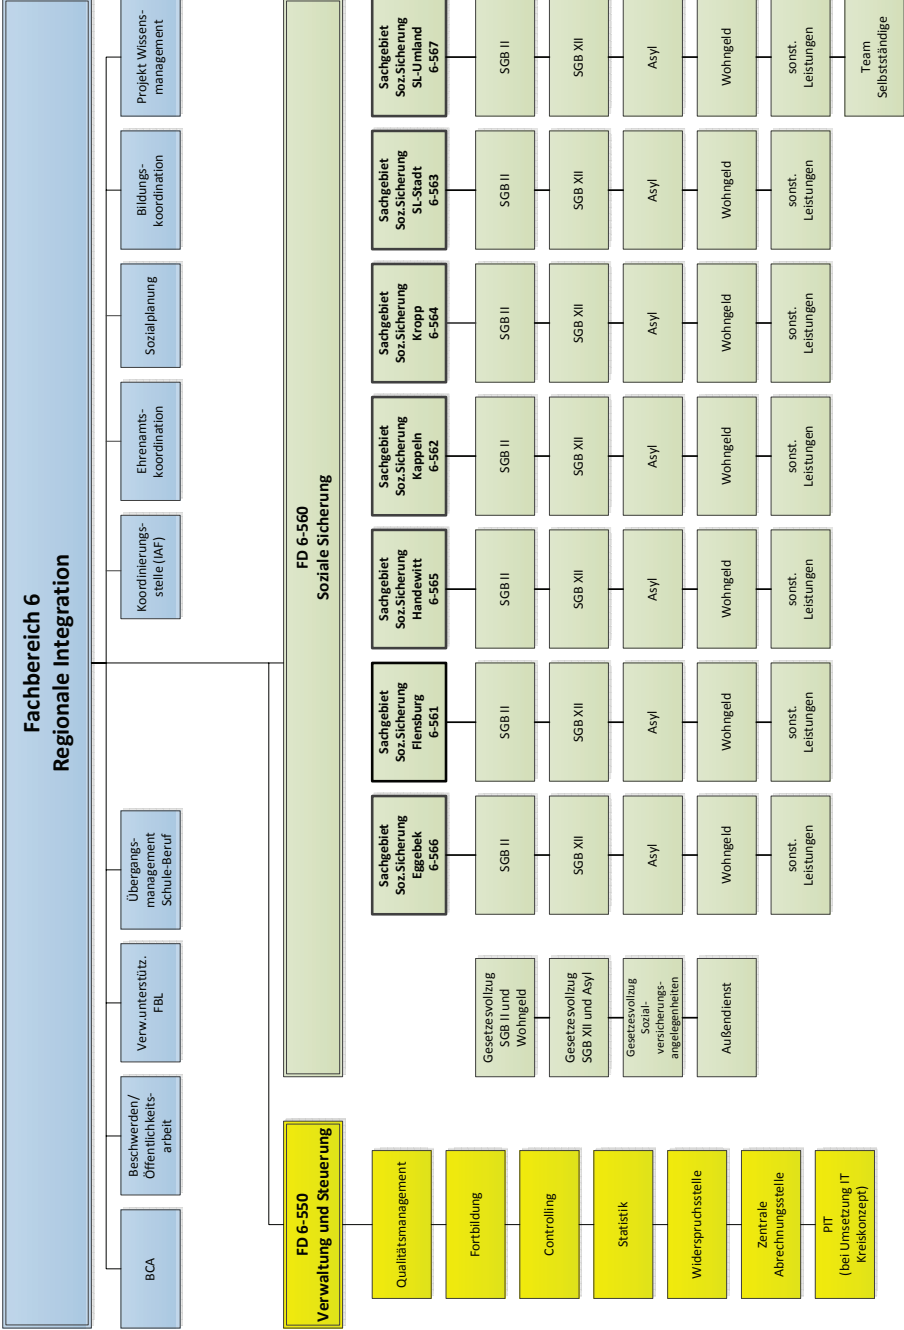 Fachbereich 6
Regionale Integration
BCA
Beschwerden/
Öffentlichkeits-
arbeit
Verw.unterstütz.
FBL
Übergangs-
management
Schule-Beruf
Koordinierungs-
stelle (IAF)
Ehrenamts-
koordination
Sozialplanung
Bildungs-
koordination
Projekt Wissens-
management
FD 6-550
Verwaltung und Steuerung
Qualitätsmanagement
Fortbildung
Controlling
Statistik
Widerspruchsstelle
Zentrale
Abrechnungsstelle
PIT
(bei Umsetzung IT
Kreiskonzept)
FD 6-560
Soziale Sicherung
Gesetzesvollzug
SGB II und
Wohngeld
Gesetzesvollzug
SGB XII und Asyl
Gesetzesvollzug
Sozial-
versicherungs-
angelegenheiten
Außendienst
Sachgebiet
Soz.Sicherung
Eggebek
6-566
SGB II
SGB XII
Asyl
Wohngeld
sonst.
Leistungen
Sachgebiet
Soz.Sicherung
Flensburg
6-561
SGB II
SGB XII
Asyl
Wohngeld
sonst.
Leistungen
Sachgebiet
Soz.Sicherung
Handewitt
6-565
SGB II
SGB XII
Asyl
Wohngeld
sonst.
Leistungen
Sachgebiet
Soz.Sicherung
Kappeln
6-562
SGB II
SGB XII
Asyl
Wohngeld
sonst.
Leistungen
Sachgebiet
Soz.Sicherung
Kropp
6-564
SGB II
SGB XII
Asyl
Wohngeld
sonst.
Leistungen
Sachgebiet
Soz.Sicherung
SL-Stadt
6-563
SGB II
SGB XII
Asyl
Wohngeld
sonst.
Leistungen
Sachgebiet
Soz.Sicherung
SL-Umland
6-567
SGB II
SGB XII
Asyl
Wohngeld
sonst.
Leistungen
Team
Selbstständige